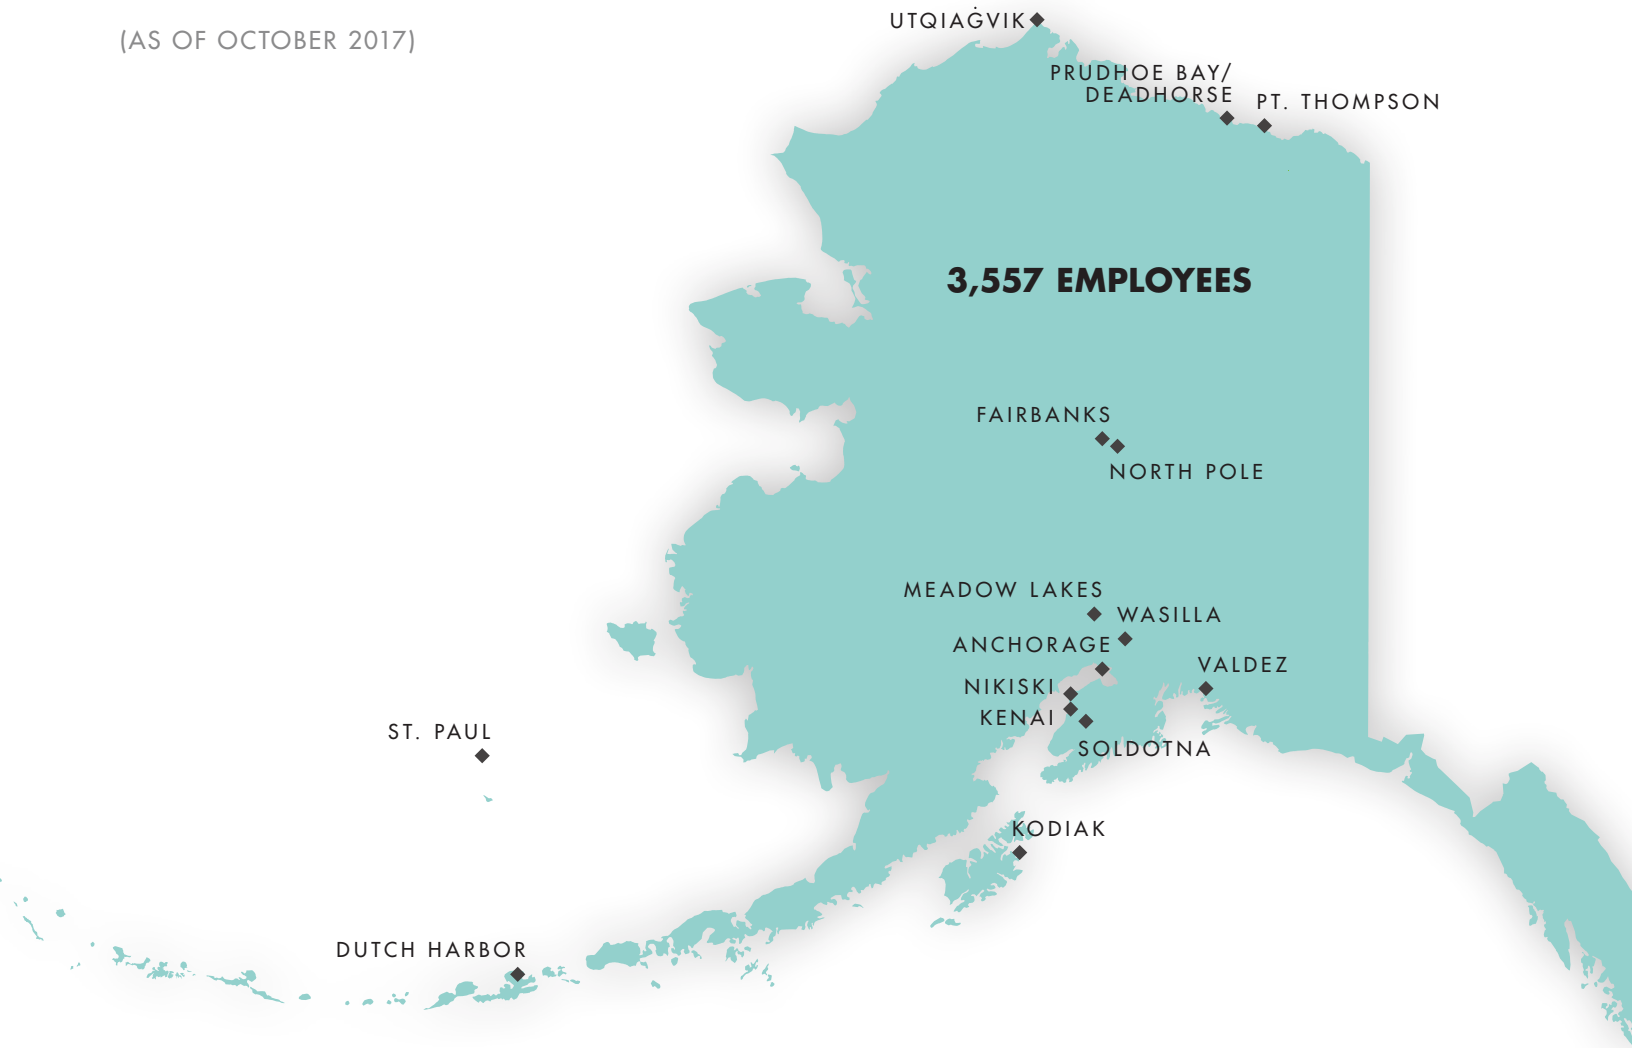 (AS OF OCTOBER 2017)
UTQIAĠVIK
PRUDHOE BAY/
DEADHORSE
PT. THOMPSON
3,557 EMPLOYEES
FAIRBANKS
NORTH POLE
MEADOW LAKES
WASILLA
ANCHORAGE
VALDEZ
NIKISKI
KENAI
ST. PAUL
SOLDOTNA
KODIAK
DUTCH HARBOR